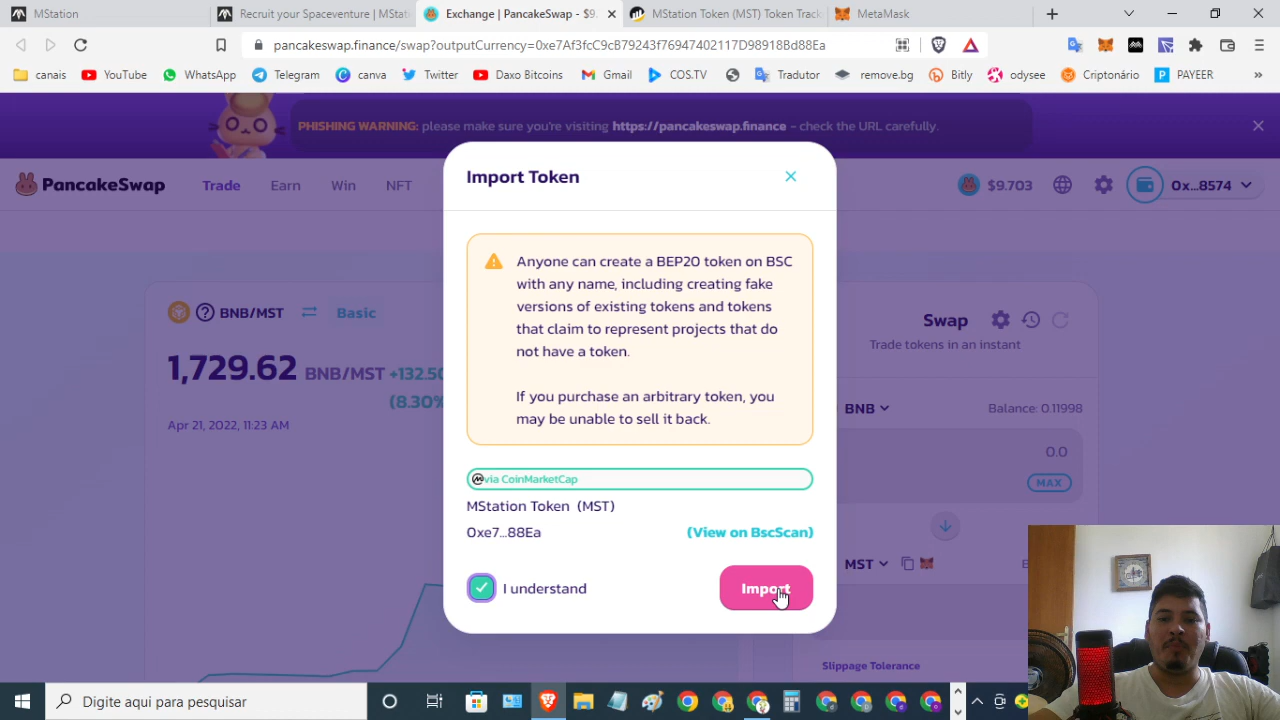 MStation
Recruit your Spaceventure | MStati
Exchange | PancakeSwap - $9.
MStation Token (MST) Token Track
MetaMask
pancakeswap.finance/swap?outputCurrency=0xe7Af3fcC9cB79243f76947402117D98918Bd88Ea
canais
YouTube
WhatsApp
Telegram
canva
Twitter
Daxo Bitcoins
Gmail
COS.TV
Tradutor
remove.bg
Bitly
odysee
Criptonário
PAYEER
»
PHISHING WARNING: please make sure you're visiting https://pancakeswap.finance - check the URL carefully.
PancakeSwap
Trade
Earn
Win
NFT
$9.703
0x...8574
Import Token
Anyone can create a BEP20 token on BSC
with any name, including creating fake
versions of existing tokens and tokens
that claim to represent projects that do
not have a token.
If you purchase an arbitrary token, you
may be unable to sell it back.
via CoinMarketCap
MStation Token (MST)
0xe7...88Ea
(View on BscScan)
I understand
Import
BNB/MST
Basic
1,729.62 BNB/MST +132.50
(8.30%
Apr 21, 2022, 11:23 AM
Swap
Trade tokens in an instant
BNB
Balance: 0.11998
0.0
MAX
MST
Slippage Tolerance
Digite aqui para pesquisar